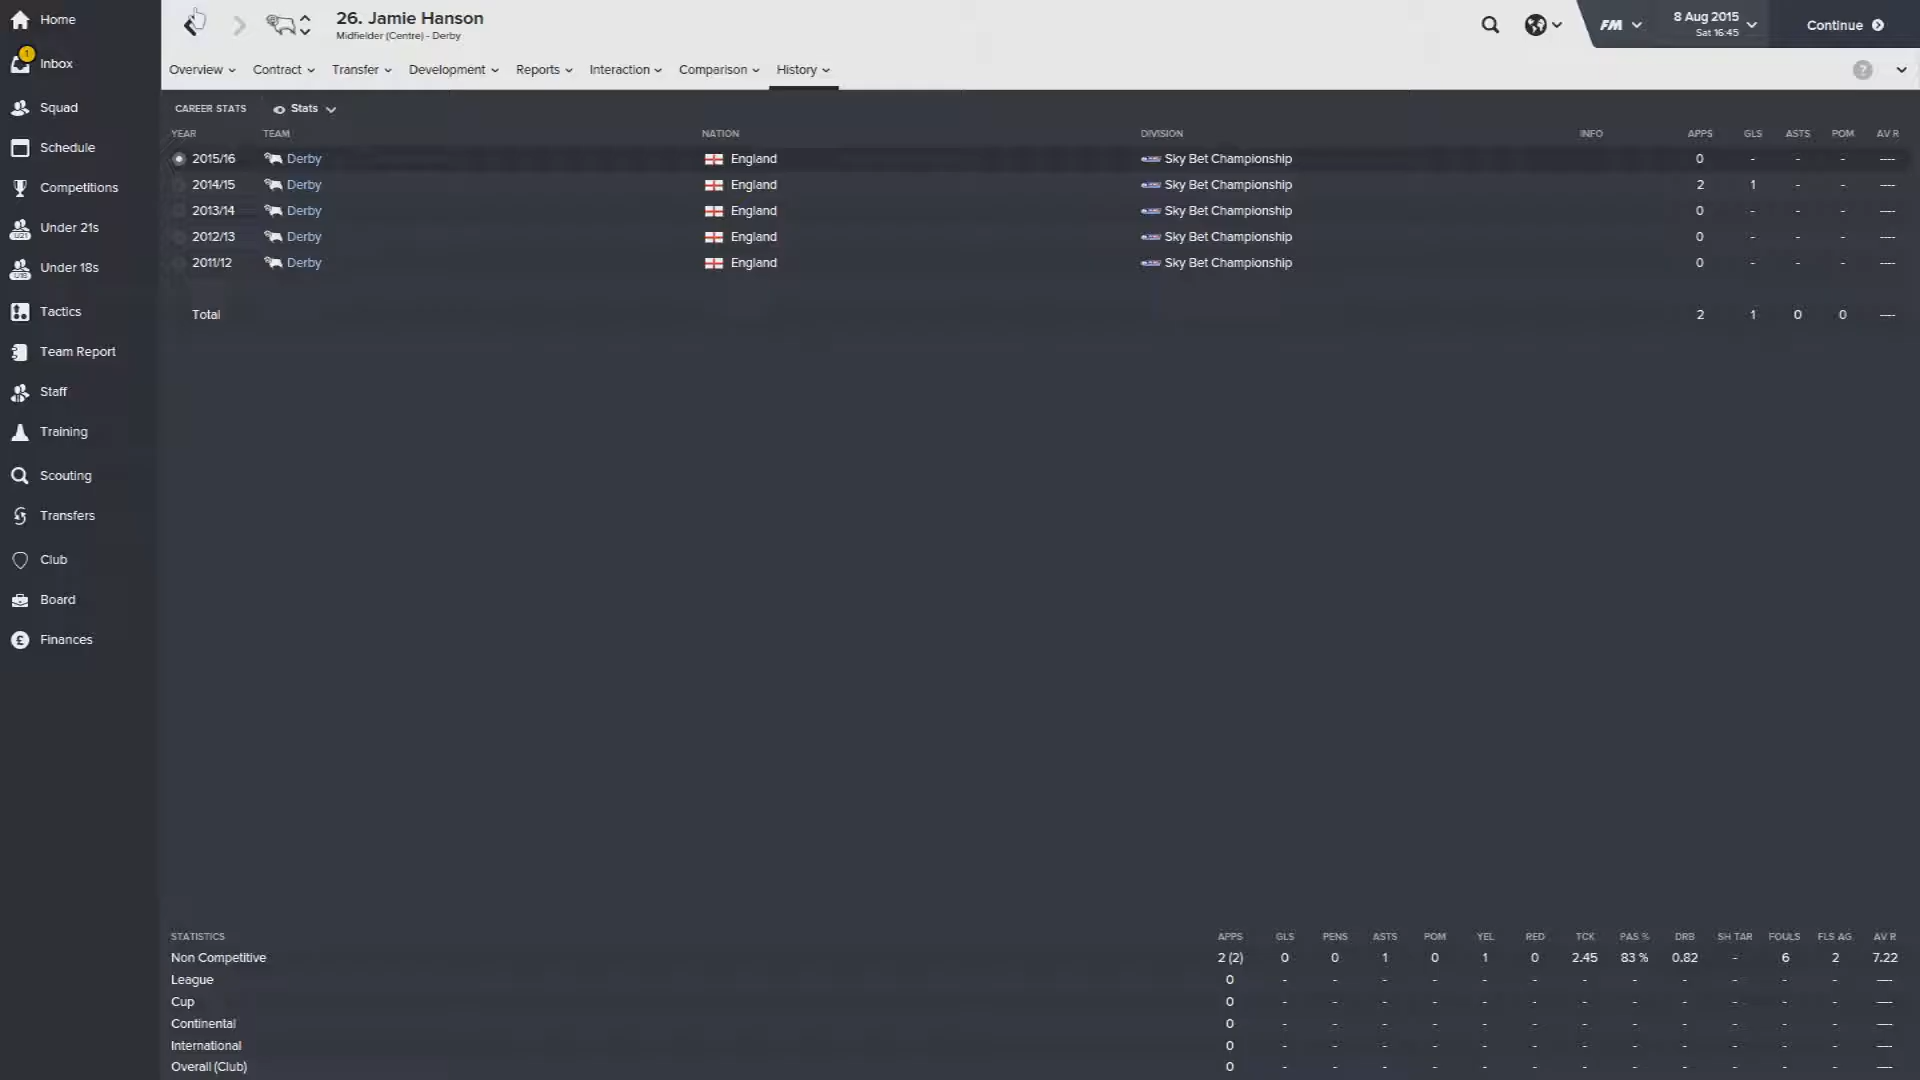 Home
1
Inbox
Squad
Schedule
Competitions
Under 21s
Under 18s
Tactics
Team Report
Staff
Training
Scouting
Transfers
Club
Board
Finances
26. Jamie Hanson
Midfielder (Centre) - Derby
FM
8 Aug 2015
Sat 16:45
Continue
Overview Contract Transfer Development Reports Interaction Comparison History ?
CAREER STATS Stats
YEAR TEAM NATION DIVISION INFO APPS GLS ASTS POM AV R
2015/16 Derby England Sky Bet Championship 0 - - - ---
2014/15 Derby England Sky Bet Championship 2 1 - - ---
2013/14 Derby England Sky Bet Championship 0 - - - ---
2012/13 Derby England Sky Bet Championship 0 - - - ---
2011/12 Derby England Sky Bet Championship 0 - - - ---
Total 2 1 0 0 ---
STATISTICS APPS GLS PENS ASTS POM YEL RED TCK PAS % DRB SH TAR FOULS FLS AG AV R
Non Competitive 2 (2) 0 0 1 0 1 0 2.45 83 % 0.82 - 6 2 7.22
League 0 - - - - - - - - - - - - ---
Cup 0 - - - - - - - - - - - - ---
Continental 0 - - - - - - - - - - - - ---
International 0 - - - - - - - - - - - - ---
Overall (Club) 0 - - - - - - - - - - - - ---